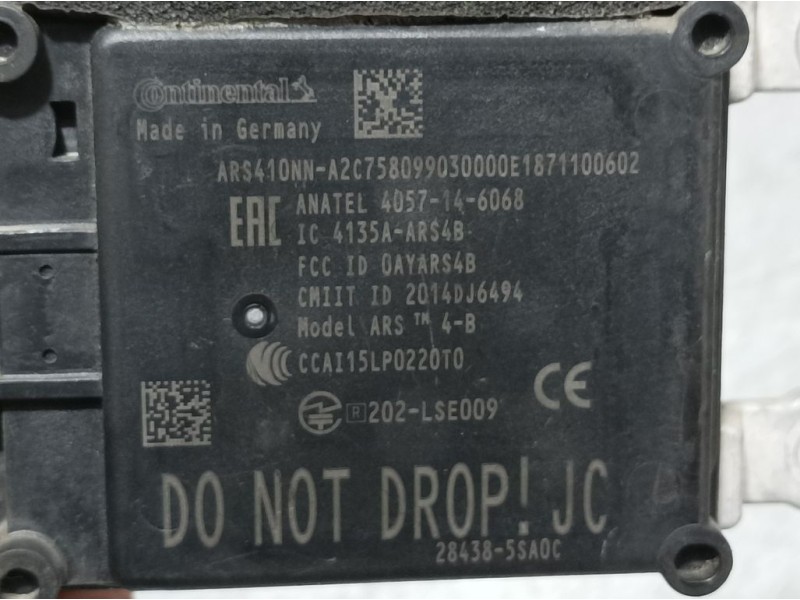 Continental
Made in Germany
ARS410NN-A2C758099030000E1871100602
EAC
ANATEL 4057-14-6068
IC 4135A-ARS4B
FCC ID OAYARS4B
CMIIT ID 2014DJ6494
Model ARS ™ 4-B
CCAI15LP0220T0
CE
R 202-LSE009
DO NOT DROP! JC
28438-5SA0C